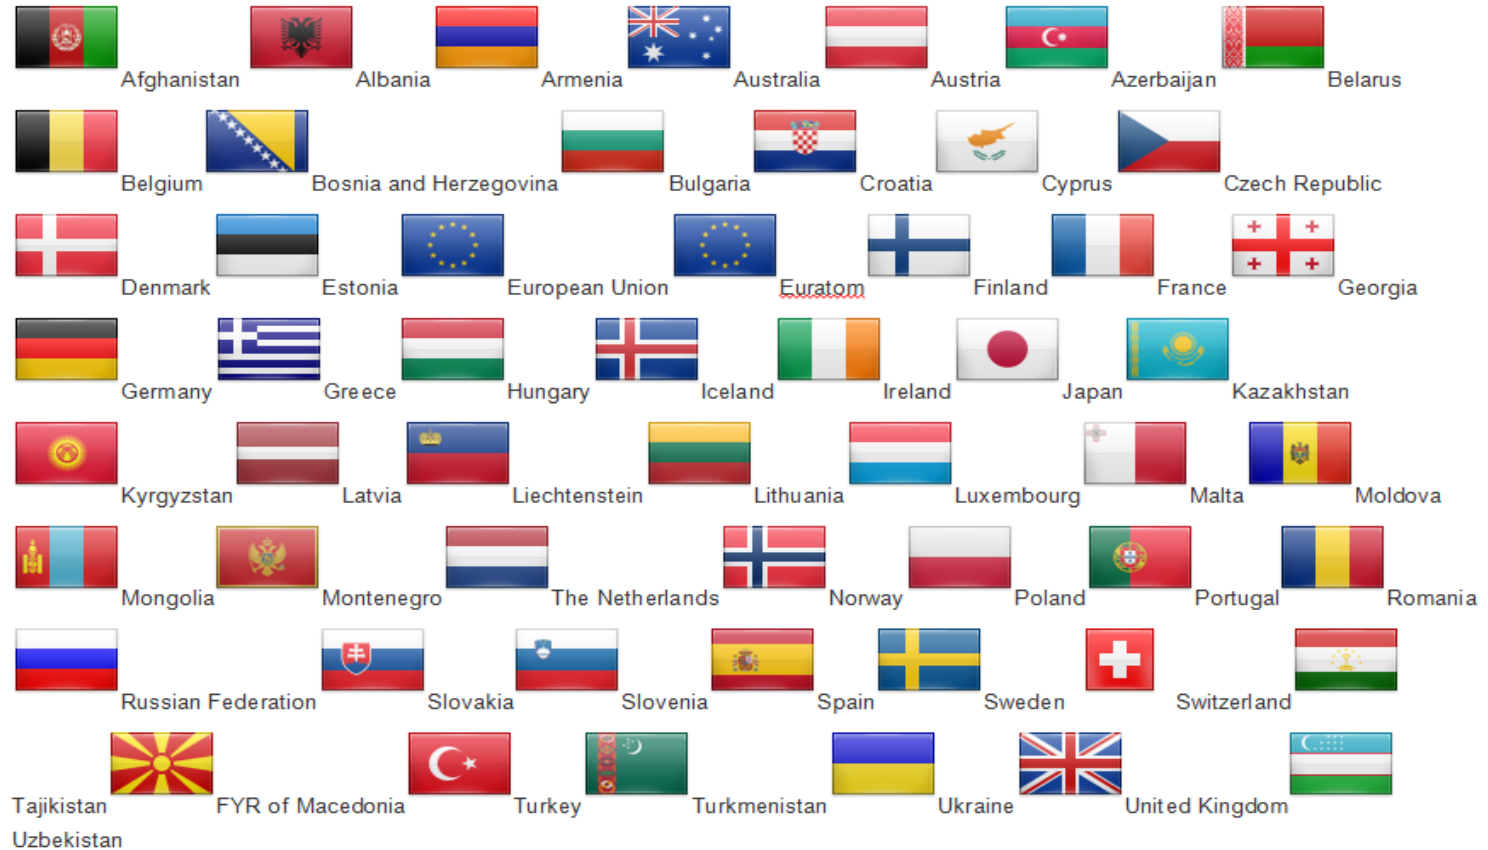 Afghanistan Albania Armenia Australia Austria Azerbaijan Belarus
Belgium Bosnia and Herzegovina Bulgaria Croatia Cyprus Czech Republic
Denmark Estonia European Union Euratom Finland France Georgia
Germany Greece Hungary Iceland Ireland Japan Kazakhstan
Kyrgyzstan Latvia Liechtenstein Lithuania Luxembourg Malta Moldova
Mongolia Montenegro The Netherlands Norway Poland Portugal Romania
Russian Federation Slovakia Slovenia Spain Sweden Switzerland
Tajikistan FYR of Macedonia Turkey Turkmenistan Ukraine United Kingdom
Uzbekistan